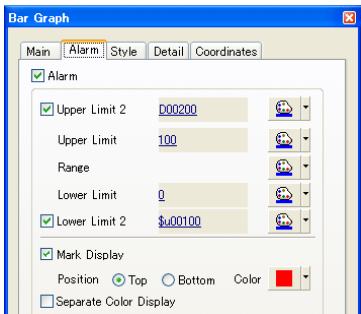 Bar Graph
Main Alarm Style Detail Coordinates
Alarm
Upper Limit 2 D00200
Upper Limit 100
Range
Lower Limit 0
Lower Limit 2 $u00100
Mark Display
Position Top Bottom Color
Separate Color Display